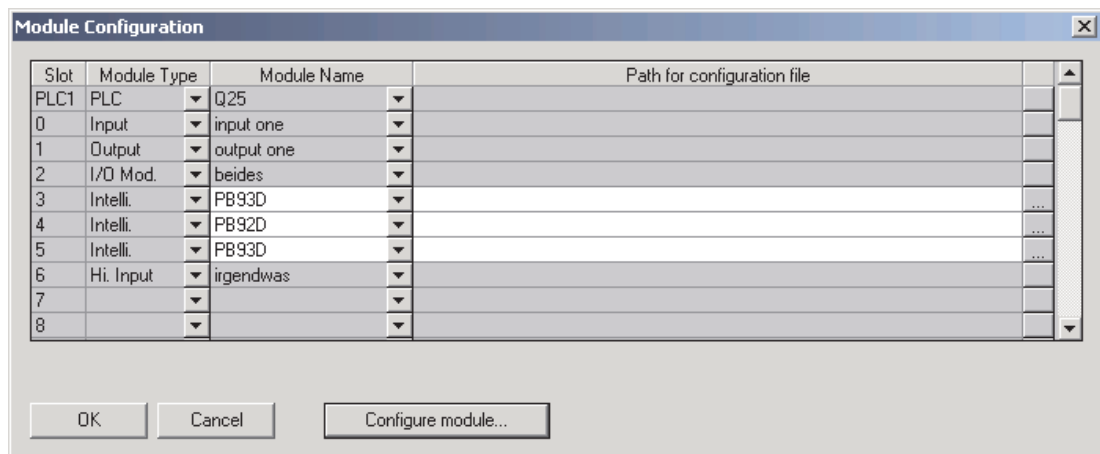 Module Configuration
Slot Module Type Module Name Path for configuration file
PLC1 PLC Q25
0 Input input one
1 Output output one
2 I/O Mod. beides
3 Intelli. PB93D ...
4 Intelli. PB92D ...
5 Intelli. PB93D ...
6 Hi. Input irgendwas
7
8
OK Cancel Configure module...